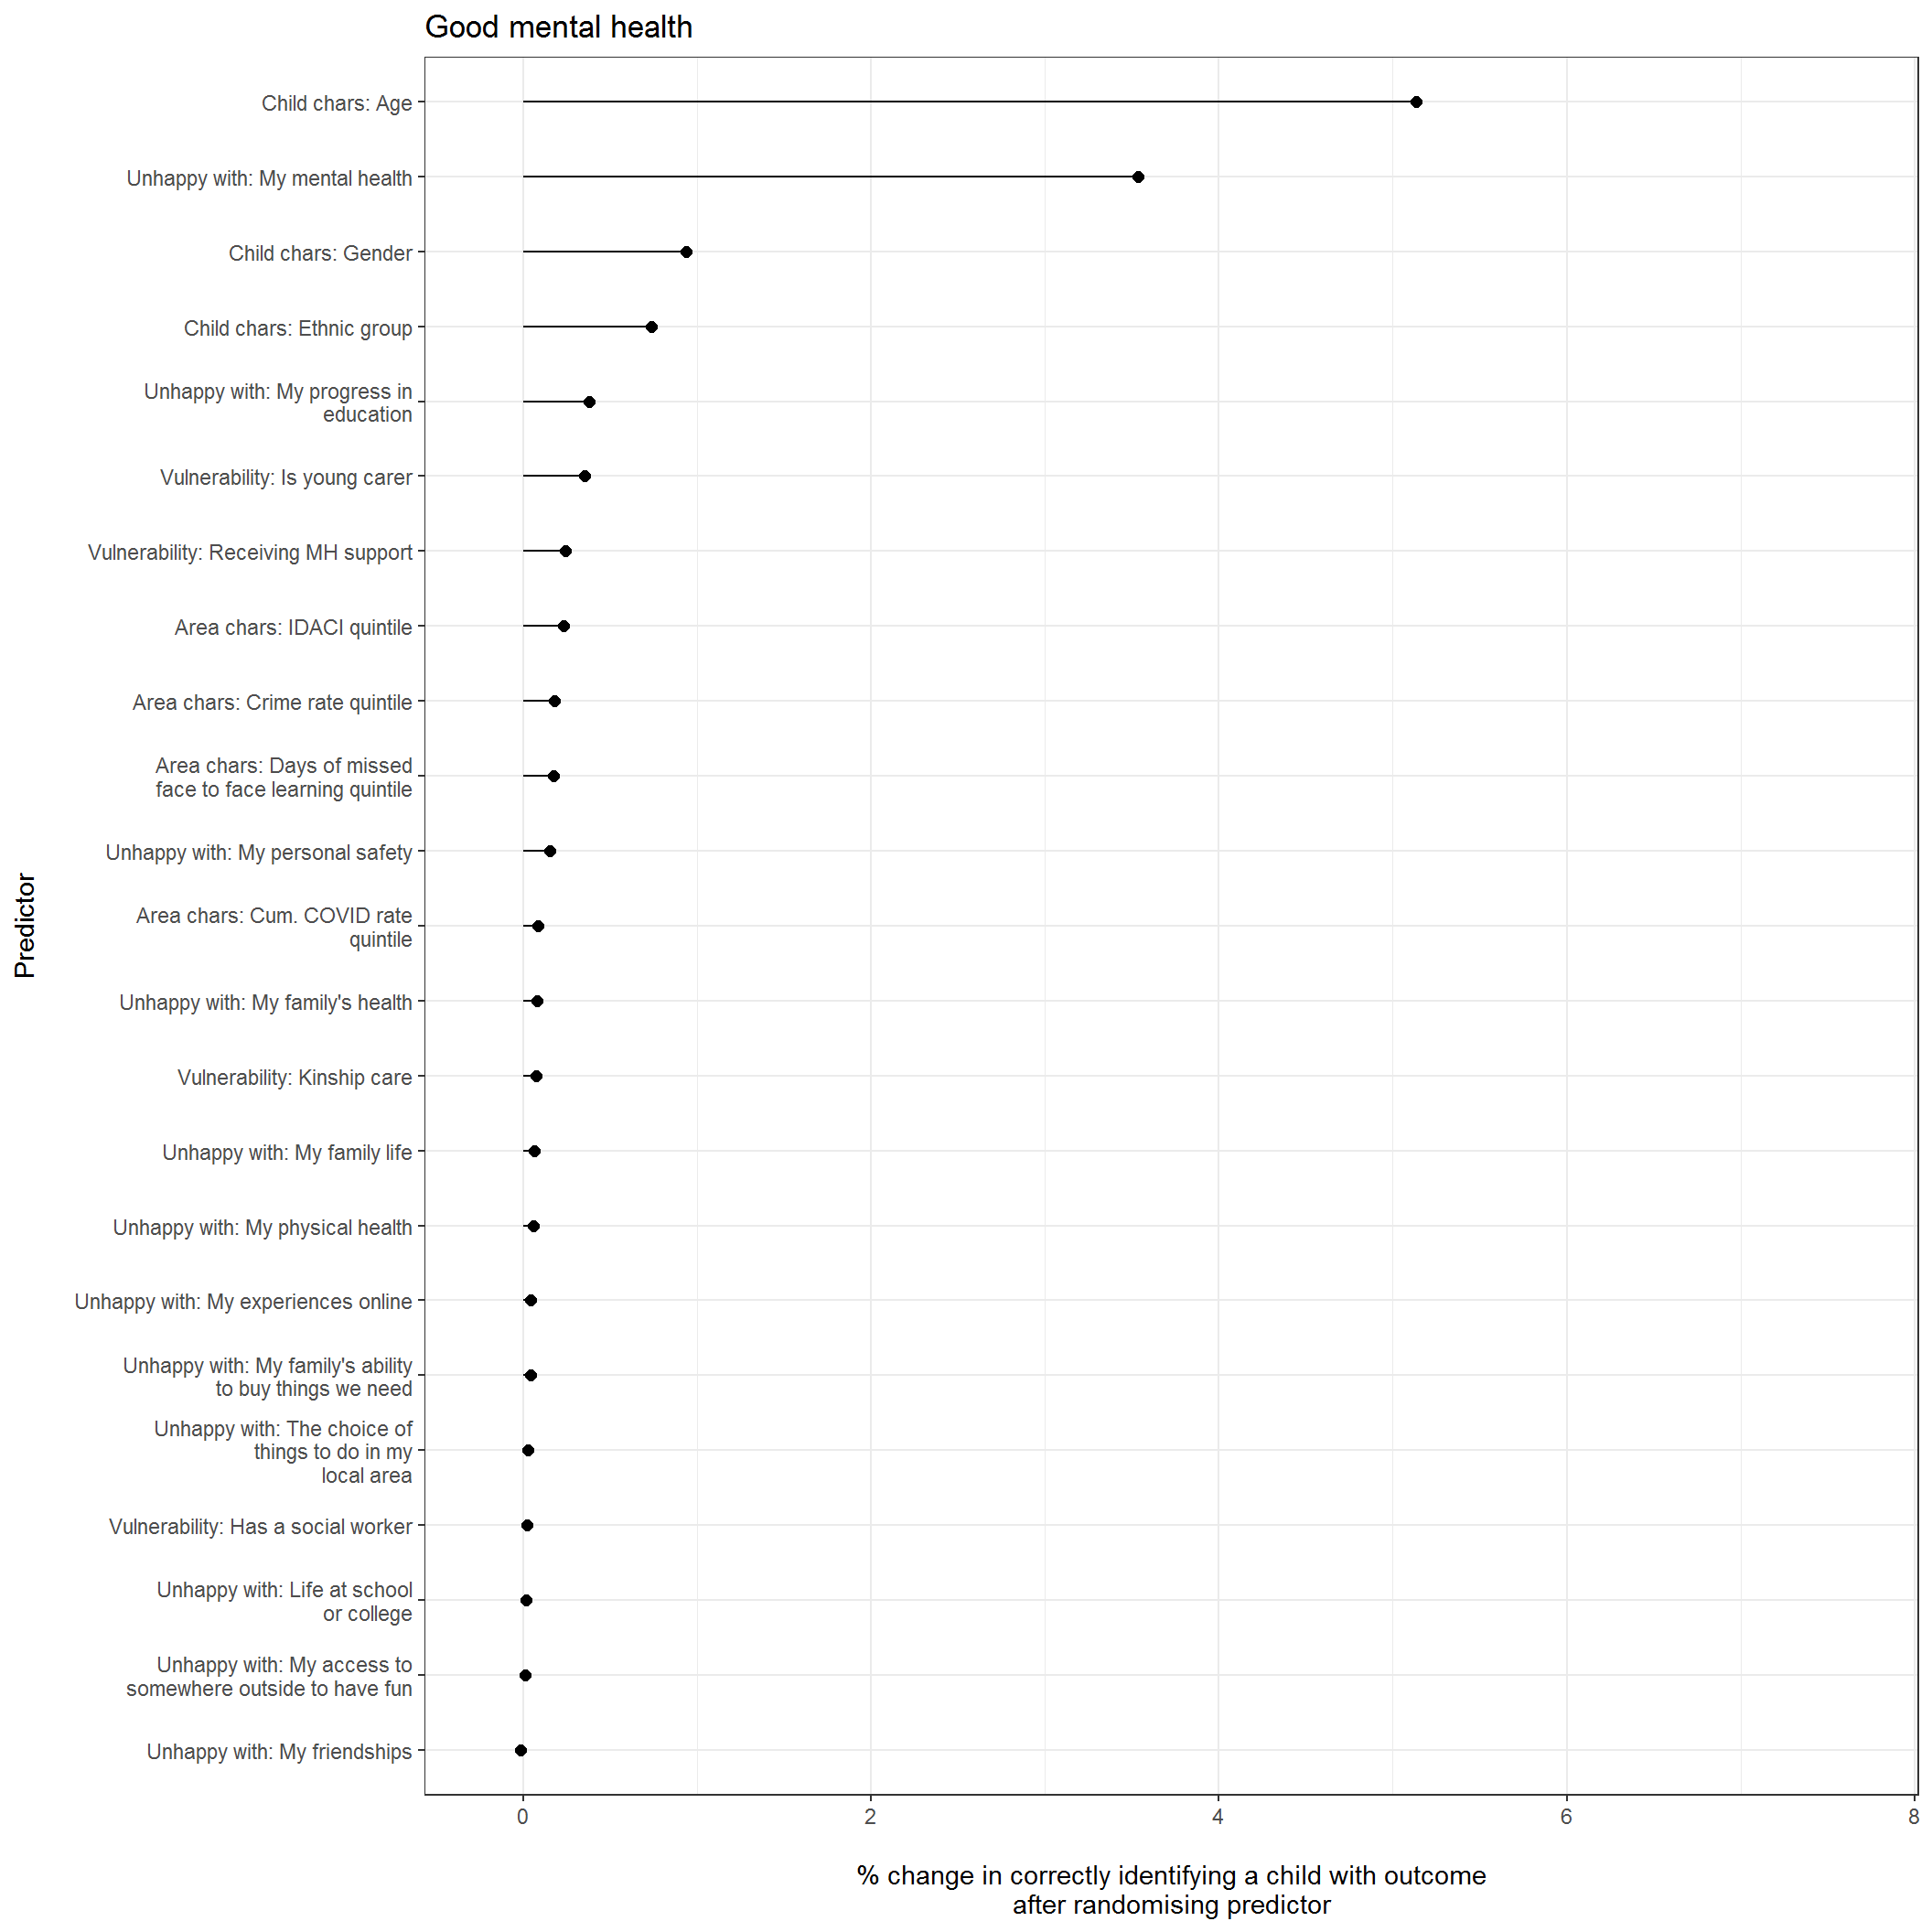 Good mental health
Child chars: Age
Unhappy with: My mental health
Child chars: Gender
Child chars: Ethnic group
Unhappy with: My progress in
education
Vulnerability: Is young carer
Vulnerability: Receiving MH support
Area chars: IDACI quintile
Area chars: Crime rate quintile
Area chars: Days of missed
face to face learning quintile
Unhappy with: My personal safety
Area chars: Cum. COVID rate
quintile
Unhappy with: My family's health
Vulnerability: Kinship care
Unhappy with: My family life
Unhappy with: My physical health
Unhappy with: My experiences online
Unhappy with: My family's ability
to buy things we need
Unhappy with: The choice of
things to do in my
local area
Vulnerability: Has a social worker
Unhappy with: Life at school
or college
Unhappy with: My access to
somewhere outside to have fun
Unhappy with: My friendships
Predictor
0 2 4 6 8
% change in correctly identifying a child with outcome
after randomising predictor